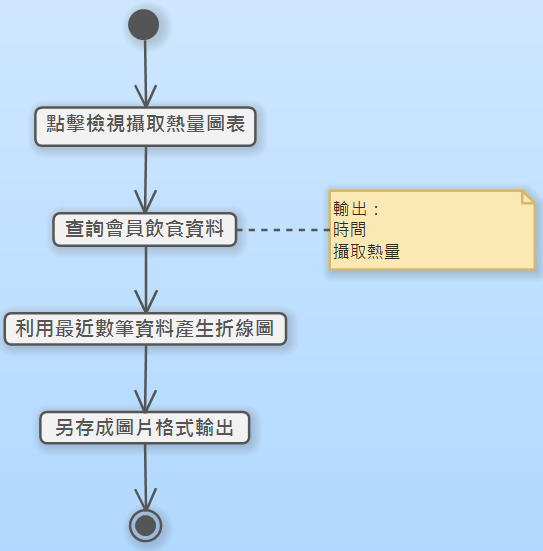 點擊檢視攝取熱量圖表
查詢會員飲食資料
輸出：
時間
攝取熱量
利用最近數筆資料產生折線圖
另存成圖片格式輸出